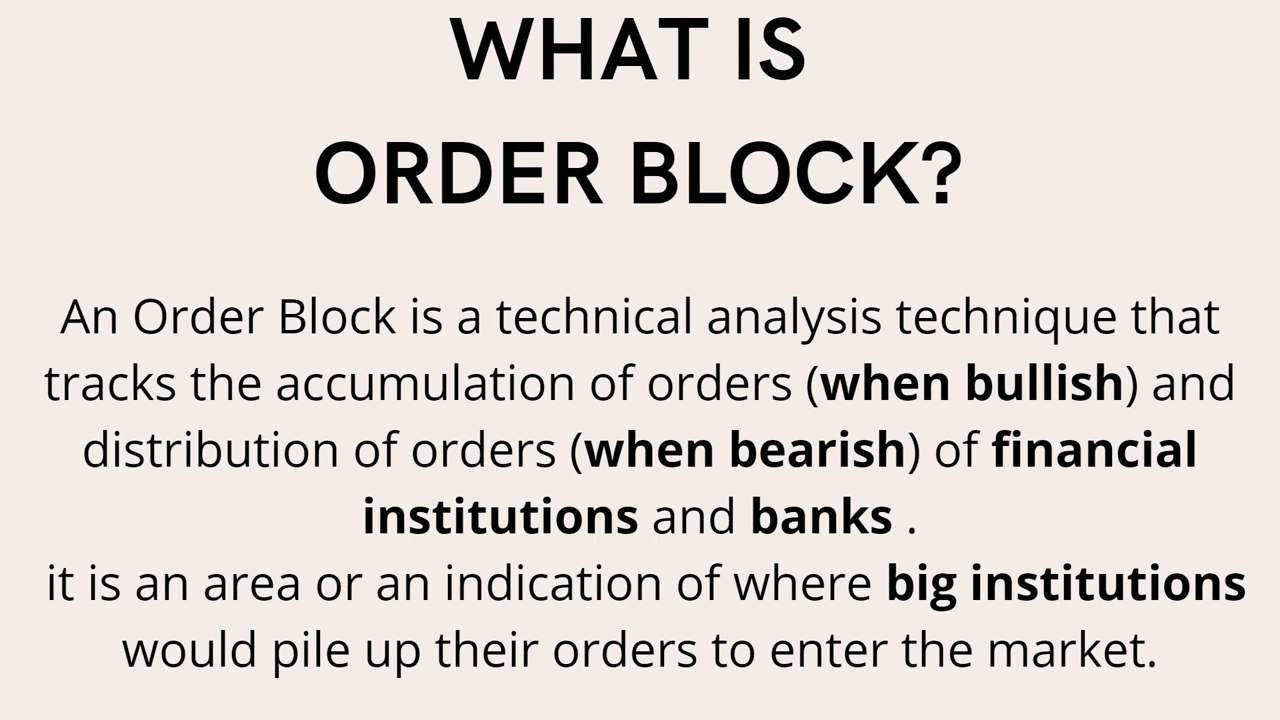 WHAT IS
ORDER BLOCK?
An Order Block is a technical analysis technique that
tracks the accumulation of orders (when bullish) and
distribution of orders (when bearish) of financial
institutions and banks .
it is an area or an indication of where big institutions
would pile up their orders to enter the market.